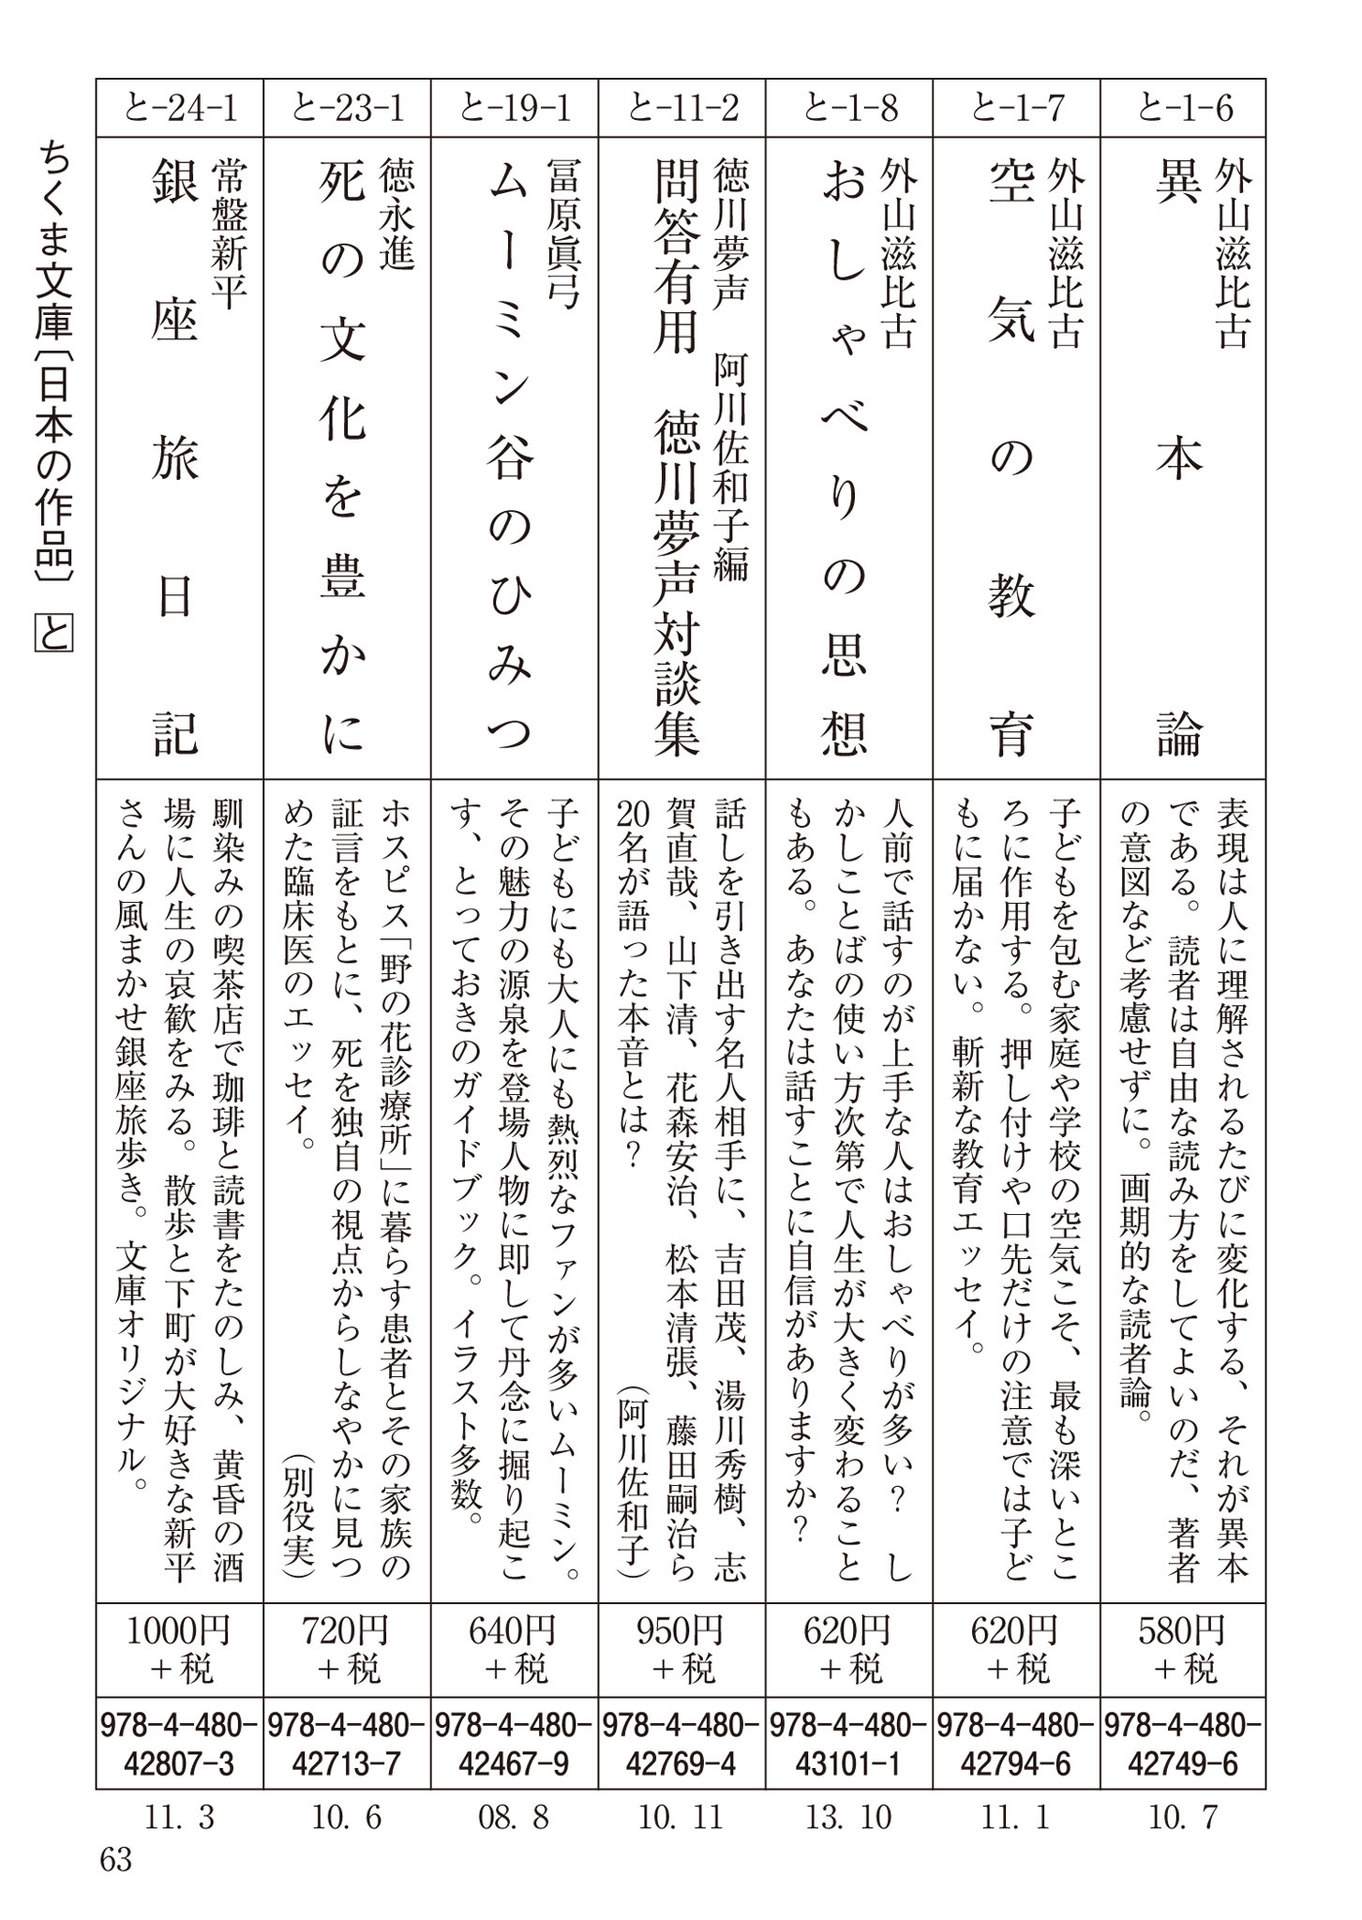 と-1-6
外山滋比古
異本論
表現は人に理解されるたびに変化する、それが異本
である。読者は自由な読み方をしてよいのだ、著者
の意図など考慮せずに。画期的な読者論。
580円
+税
978-4-480-
42749-6
10. 7
と-1-7
外山滋比古
空気の教育
子どもを包む家庭や学校の空気こそ、最も深いとこ
ろに作用する。押し付けや口先だけの注意では子ど
もに届かない。斬新な教育エッセイ。
620円
+税
978-4-480-
42794-6
11. 1
と-1-8
外山滋比古
おしゃべりの思想
人前で話すのが上手な人はおしゃべりが多い? し
かしことばの使い方次第で人生が大きく変わること
もある。あなたは話すことに自信がありますか?
620円
+税
978-4-480-
43101-1
13. 10
と-11-2
徳川夢声 阿川佐和子編
問答有用 徳川夢声対談集
話しを引き出す名人相手に、吉田茂、湯川秀樹、志
賀直哉、山下清、花森安治、松本清張、藤田嗣治ら
20名が語った本音とは? (阿川佐和子)
950円
+税
978-4-480-
42769-4
10. 11
と-19-1
冨原眞弓
ムーミン谷のひみつ
子どもにも大人にも熱烈なファンが多いムーミン。
その魅力の源泉を登場人物に即して丹念に掘り起こ
す、とっておきのガイドブック。イラスト多数。
640円
+税
978-4-480-
42467-9
08. 8
と-23-1
徳永進
死の文化を豊かに
ホスピス「野の花診療所」に暮らす患者とその家族の
証言をもとに、死を独自の視点からしなやかに見つ
めた臨床医のエッセイ。 (別役実)
720円
+税
978-4-480-
42713-7
10. 6
と-24-1
常盤新平
銀座旅日記
馴染みの喫茶店で珈琲と読書をたのしみ、黄昏の酒
場に人生の哀歓をみる。散歩と下町が大好きな新平
さんの風まかせ銀座旅歩き。文庫オリジナル。
1000円
+税
978-4-480-
42807-3
11. 3
ちくま文庫〔日本の作品〕 と
63